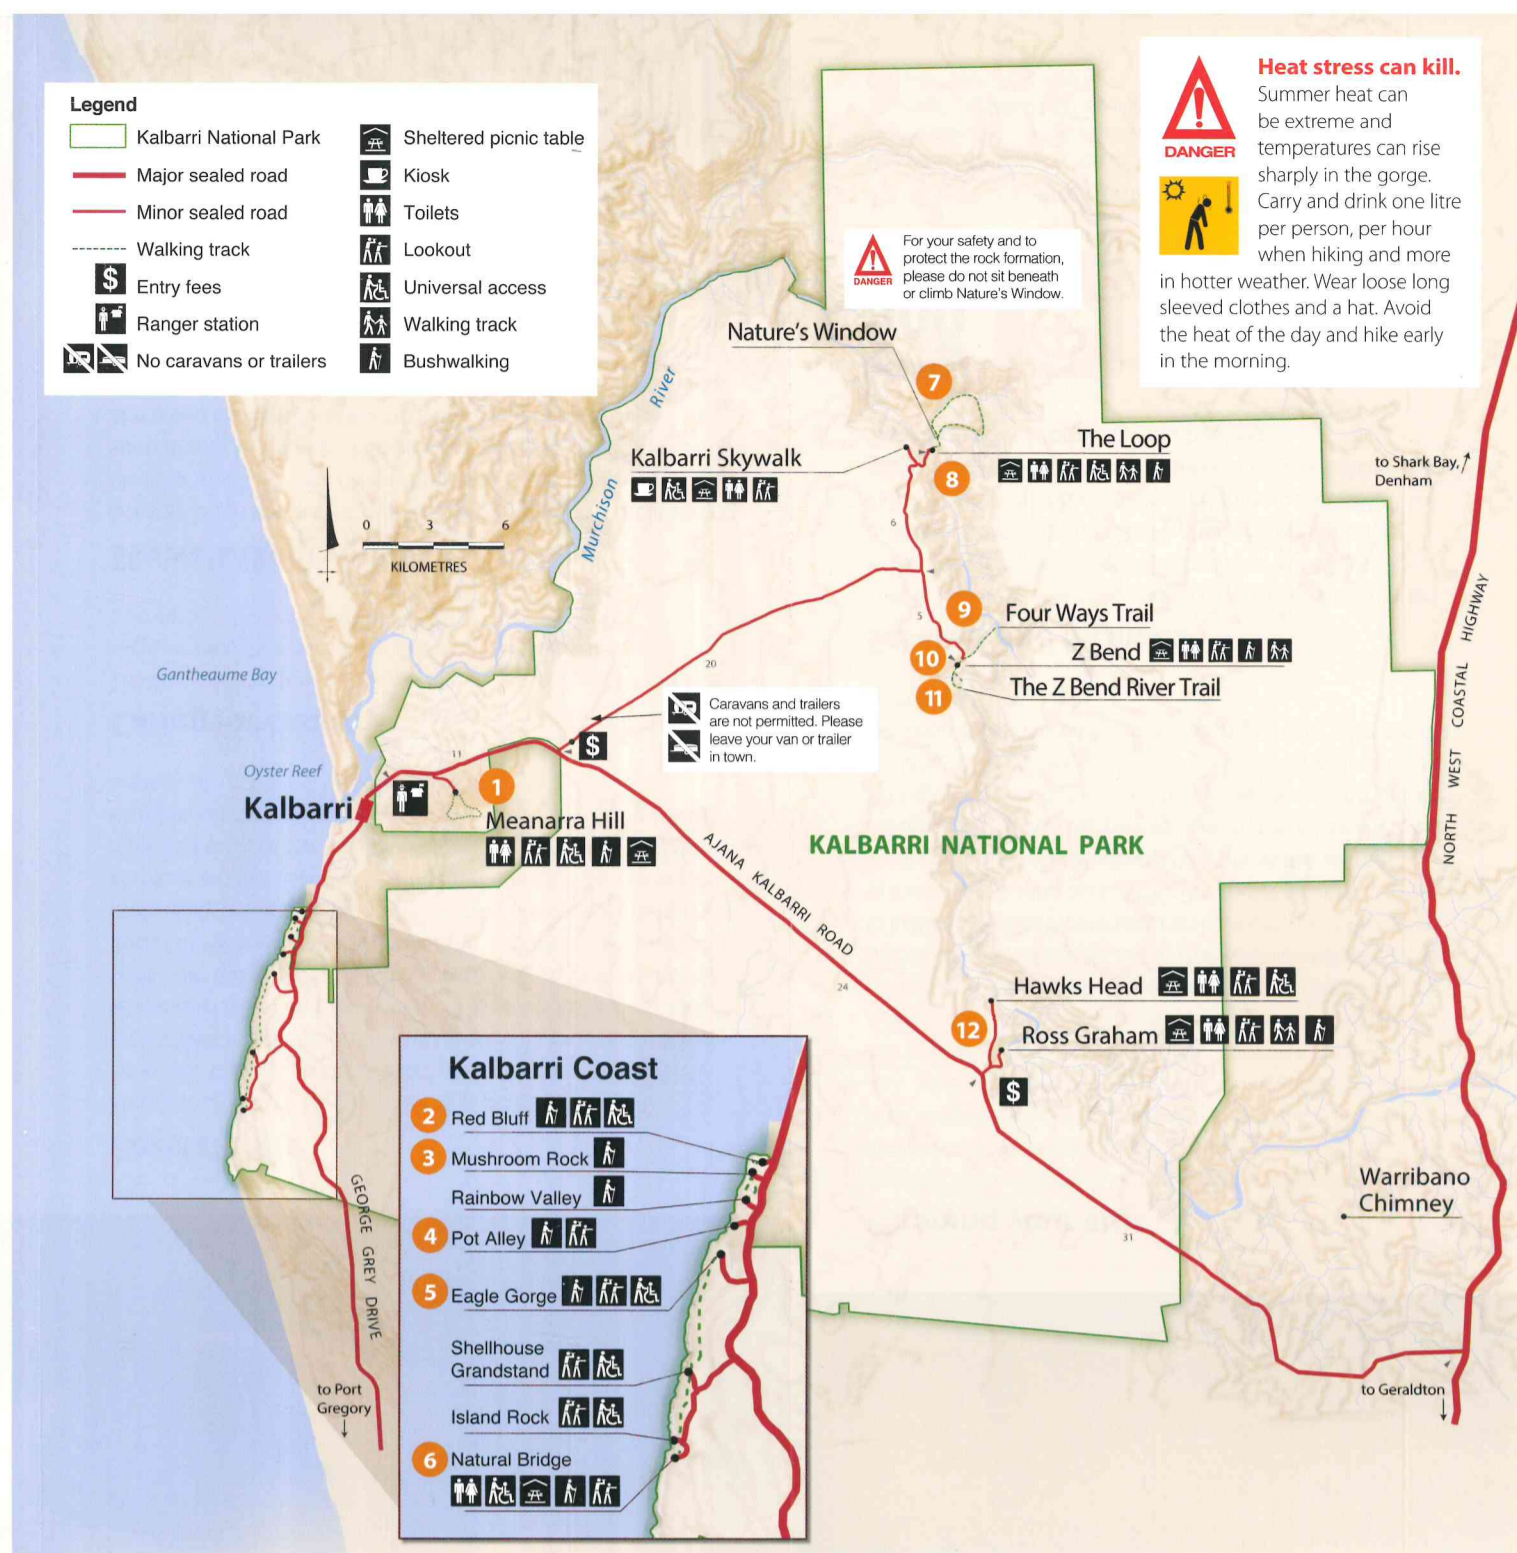 Legend
Kalbarri National Park
Major sealed road
Minor sealed road
Walking track
$ Entry fees
Ranger station
No caravans or trailers
Sheltered picnic table
Kiosk
Toilets
Lookout
Universal access
Walking track
Bushwalking
DANGER
Heat stress can kill.
Summer heat can
be extreme and
temperatures can rise
sharply in the gorge.
Carry and drink one litre
per person, per hour
when hiking and more
in hotter weather. Wear loose long
sleeved clothes and a hat. Avoid
the heat of the day and hike early
in the morning.
DANGER
For your safety and to
protect the rock formation,
please do not sit beneath
or climb Nature's Window.
Nature's Window
7
River
Murchison
Kalbarri Skywalk
The Loop
8
to Shark Bay,
Denham
0 3 6
KILOMETRES
6
9
5
Four Ways Trail
10
Z Bend
11
The Z Bend River Trail
NORTH WEST COASTAL HIGHWAY
Gantheaume Bay
20
Caravans and trailers
are not permitted. Please
leave your van or trailer
in town.
$
11
Oyster Reef
Kalbarri
1
Meanarra Hill
KALBARRI NATIONAL PARK
AJANA KALBARRI ROAD
24
Hawks Head
12
Ross Graham
$
Warribano
Chimney
31
to Geraldton
GEORGE GREY DRIVE
to Port
Gregory
Kalbarri Coast
2 Red Bluff
3 Mushroom Rock
Rainbow Valley
4 Pot Alley
5 Eagle Gorge
Shellhouse
Grandstand
Island Rock
6 Natural Bridge